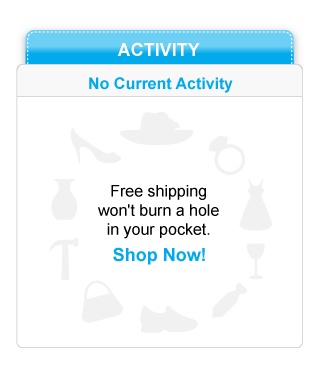 ACTIVITY
No Current Activity
Free shipping
won't burn a hole
in your pocket.
Shop Now!